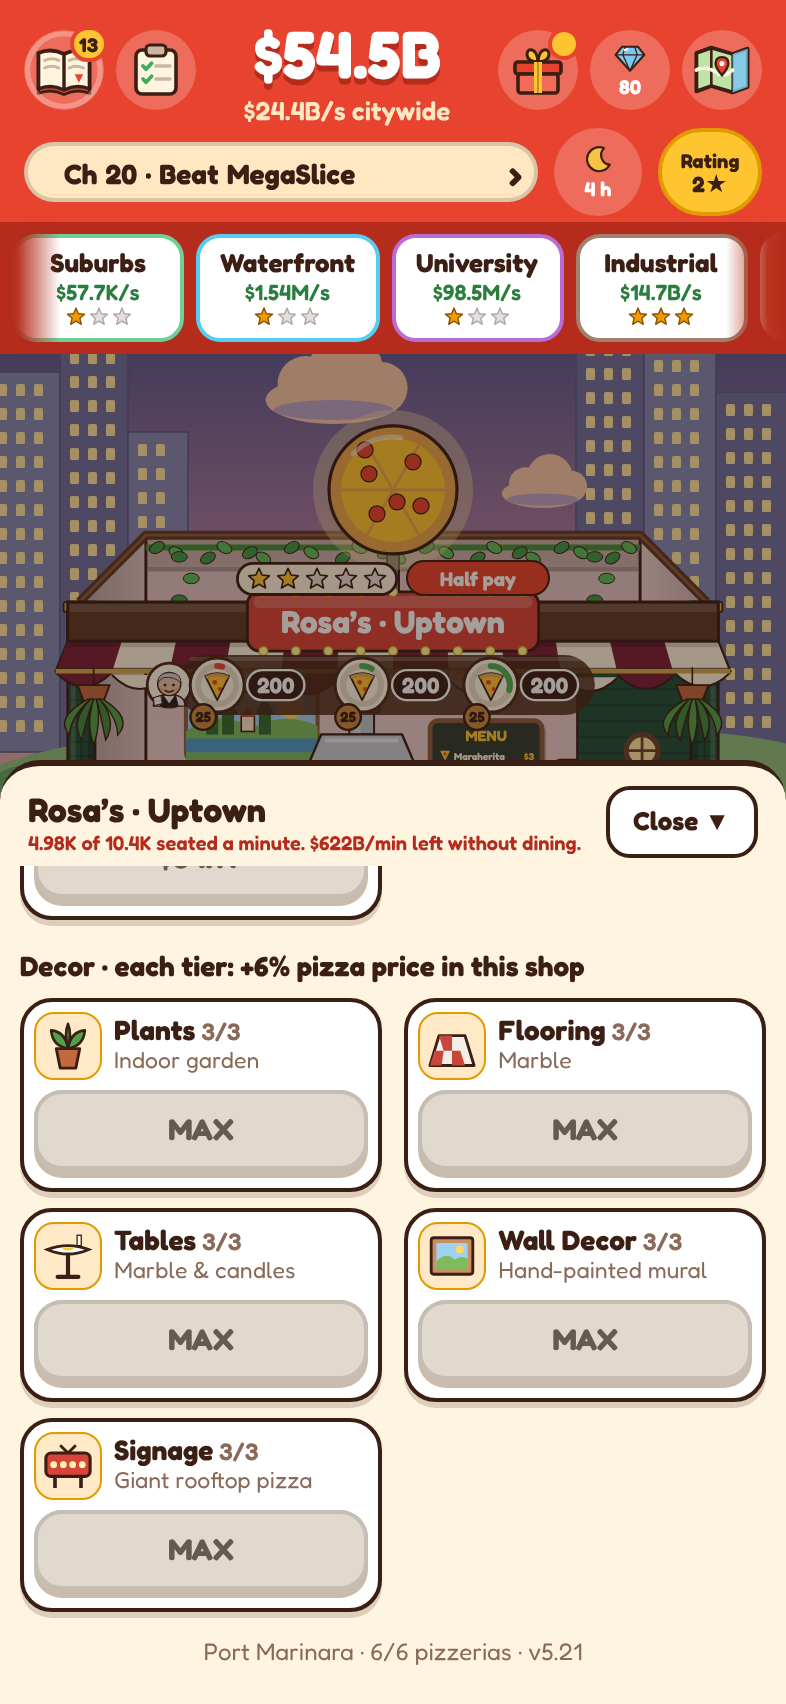 13
$54.5B
$24.4B/s citywide
80
Ch 20 · Beat MegaSlice
4 h
Rating
2★
Suburbs
$57.7K/s
Waterfront
$1.54M/s
University
$98.5M/s
Industrial
$14.7B/s
Half pay
Rosa's · Uptown
200
200
200
25
25
25
MENU
Margherita $3
Rosa's · Uptown
4.98K of 10.4K seated a minute. $622B/min left without dining.
Close ▼
Decor · each tier: +6% pizza price in this shop
Plants 3/3
Indoor garden
MAX
Flooring 3/3
Marble
MAX
Tables 3/3
Marble & candles
MAX
Wall Decor 3/3
Hand-painted mural
MAX
Signage 3/3
Giant rooftop pizza
MAX
Port Marinara · 6/6 pizzerias · v5.21